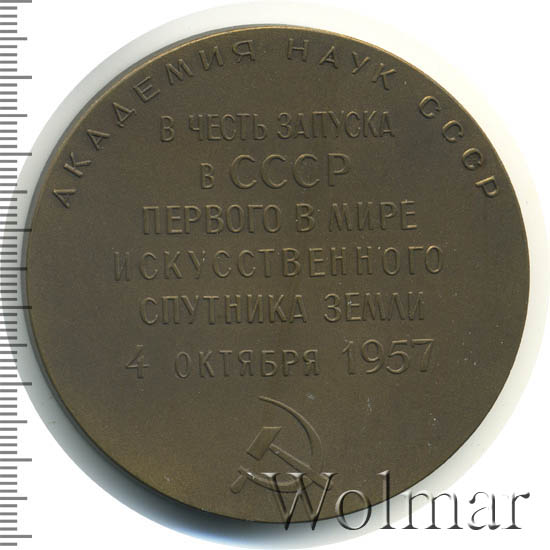 АКАДЕМИЯ НАУК СССР
В ЧЕСТЬ ЗАПУСКА
В СССР
ПЕРВОГО В МИРЕ
ИСКУССТВЕННОГО
СПУТНИКА ЗЕМЛИ
4 ОКТЯБРЯ 1957
Wolmar